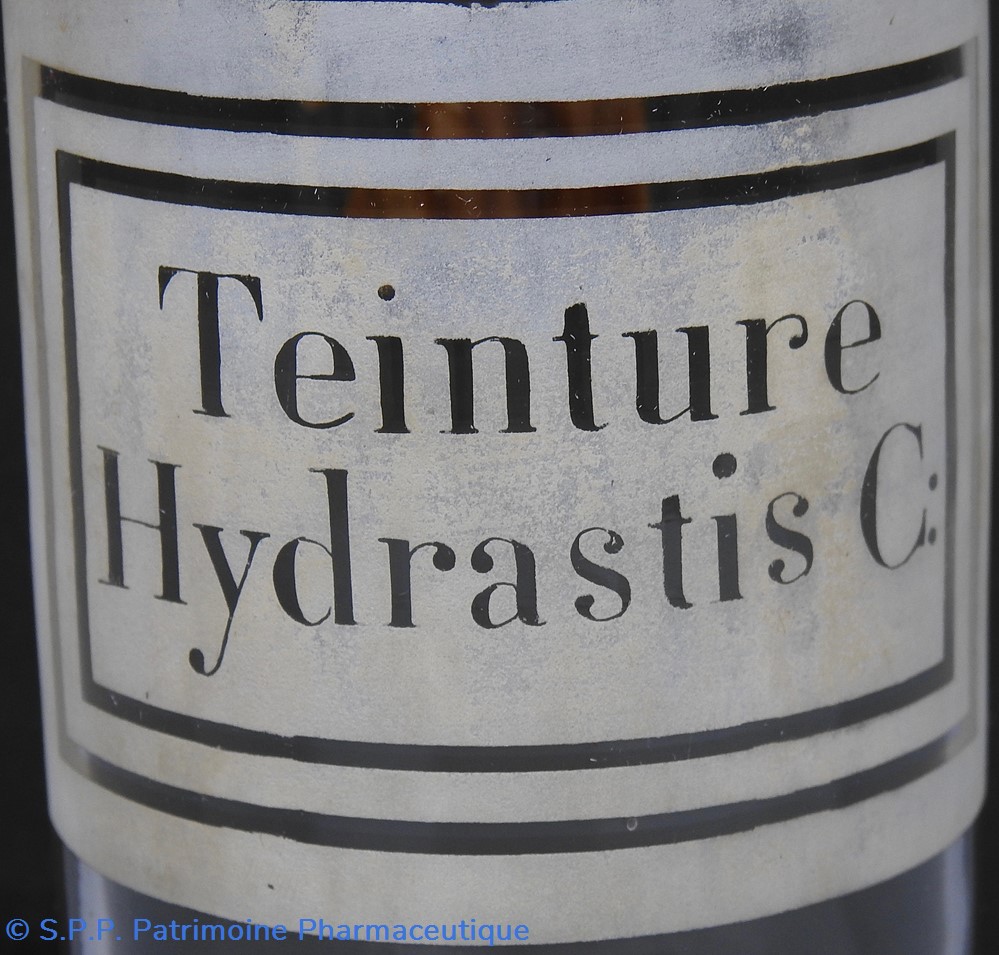 Teinture
Hydrastis C:
© S.P.P. Patrimoine Pharmaceutique